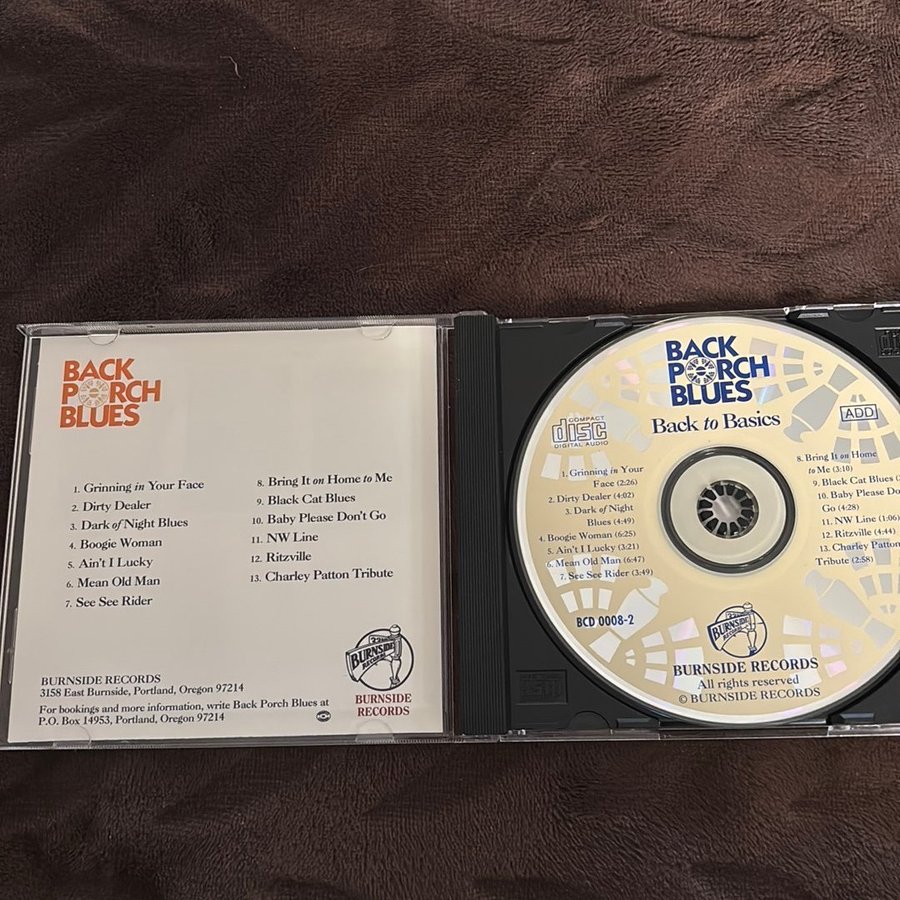 BACK
PORCH
BLUES
1. Grinning in Your Face
2. Dirty Dealer
3. Dark of Night Blues
4. Boogie Woman
5. Ain't I Lucky
6. Mean Old Man
7. See See Rider
8. Bring It on Home to Me
9. Black Cat Blues
10. Baby Please Don't Go
11. NW Line
12. Ritzville
13. Charley Patton Tribute
BURNSIDE RECORDS
3158 East Burnside, Portland, Oregon 97214
For bookings and more information, write Back Porch Blues at
P.O. Box 14953, Portland, Oregon 97214
BURNSIDE
RECORDS
BURNSIDE
RECORDS
BACK
PORCH
BLUES
Back to Basics
COMPACT
disc
DIGITAL AUDIO
ADD
1. Grinning in Your
Face (2:26)
2. Dirty Dealer (4:02)
3. Dark of Night
Blues (4:49)
4. Boogie Woman (6:25)
5. Ain't I Lucky (3:21)
6. Mean Old Man (6:47)
7. See See Rider (3:49)
8. Bring It on Home
to Me (3:10)
9. Black Cat Blues
10. Baby Please Don't
Go (4:28)
11. NW Line (1:06)
12. Ritzville (4:44)
13. Charley Patton
Tribute (2:58)
BCD 0008-2
BURNSIDE
RECORDS
BURNSIDE RECORDS
All rights reserved
© BURNSIDE RECORDS